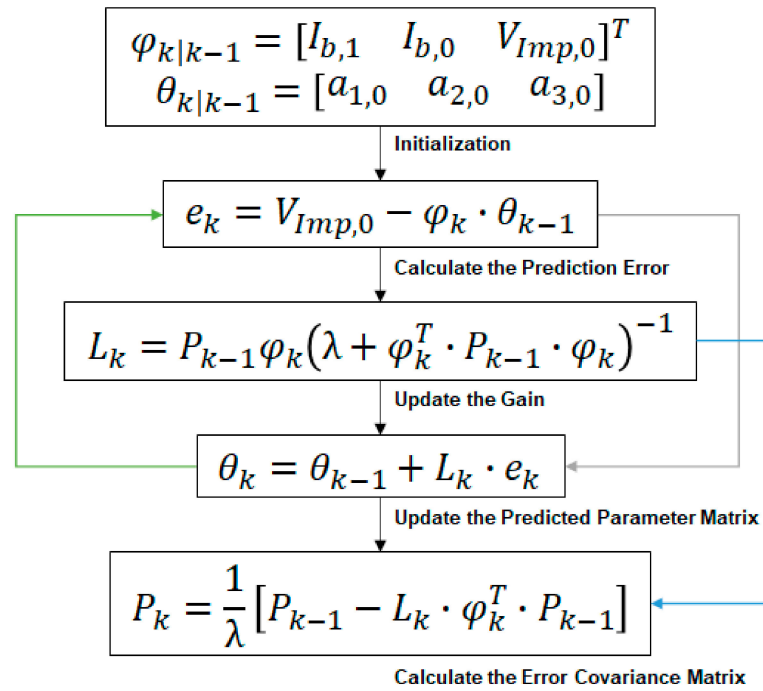 φ_{k|k−1} = [I_{b,1} I_{b,0} V_{Imp,0}]^T
θ_{k|k−1} = [a_{1,0} a_{2,0} a_{3,0}]
Initialization
e_k = V_{Imp,0} − φ_k · θ_{k−1}
Calculate the Prediction Error
L_k = P_{k−1}φ_k(λ + φ_k^T · P_{k−1} · φ_k)^{−1}
Update the Gain
θ_k = θ_{k−1} + L_k · e_k
Update the Predicted Parameter Matrix
P_k = \frac{1}{λ}[P_{k−1} − L_k · φ_k^T · P_{k−1}]
Calculate the Error Covariance Matrix